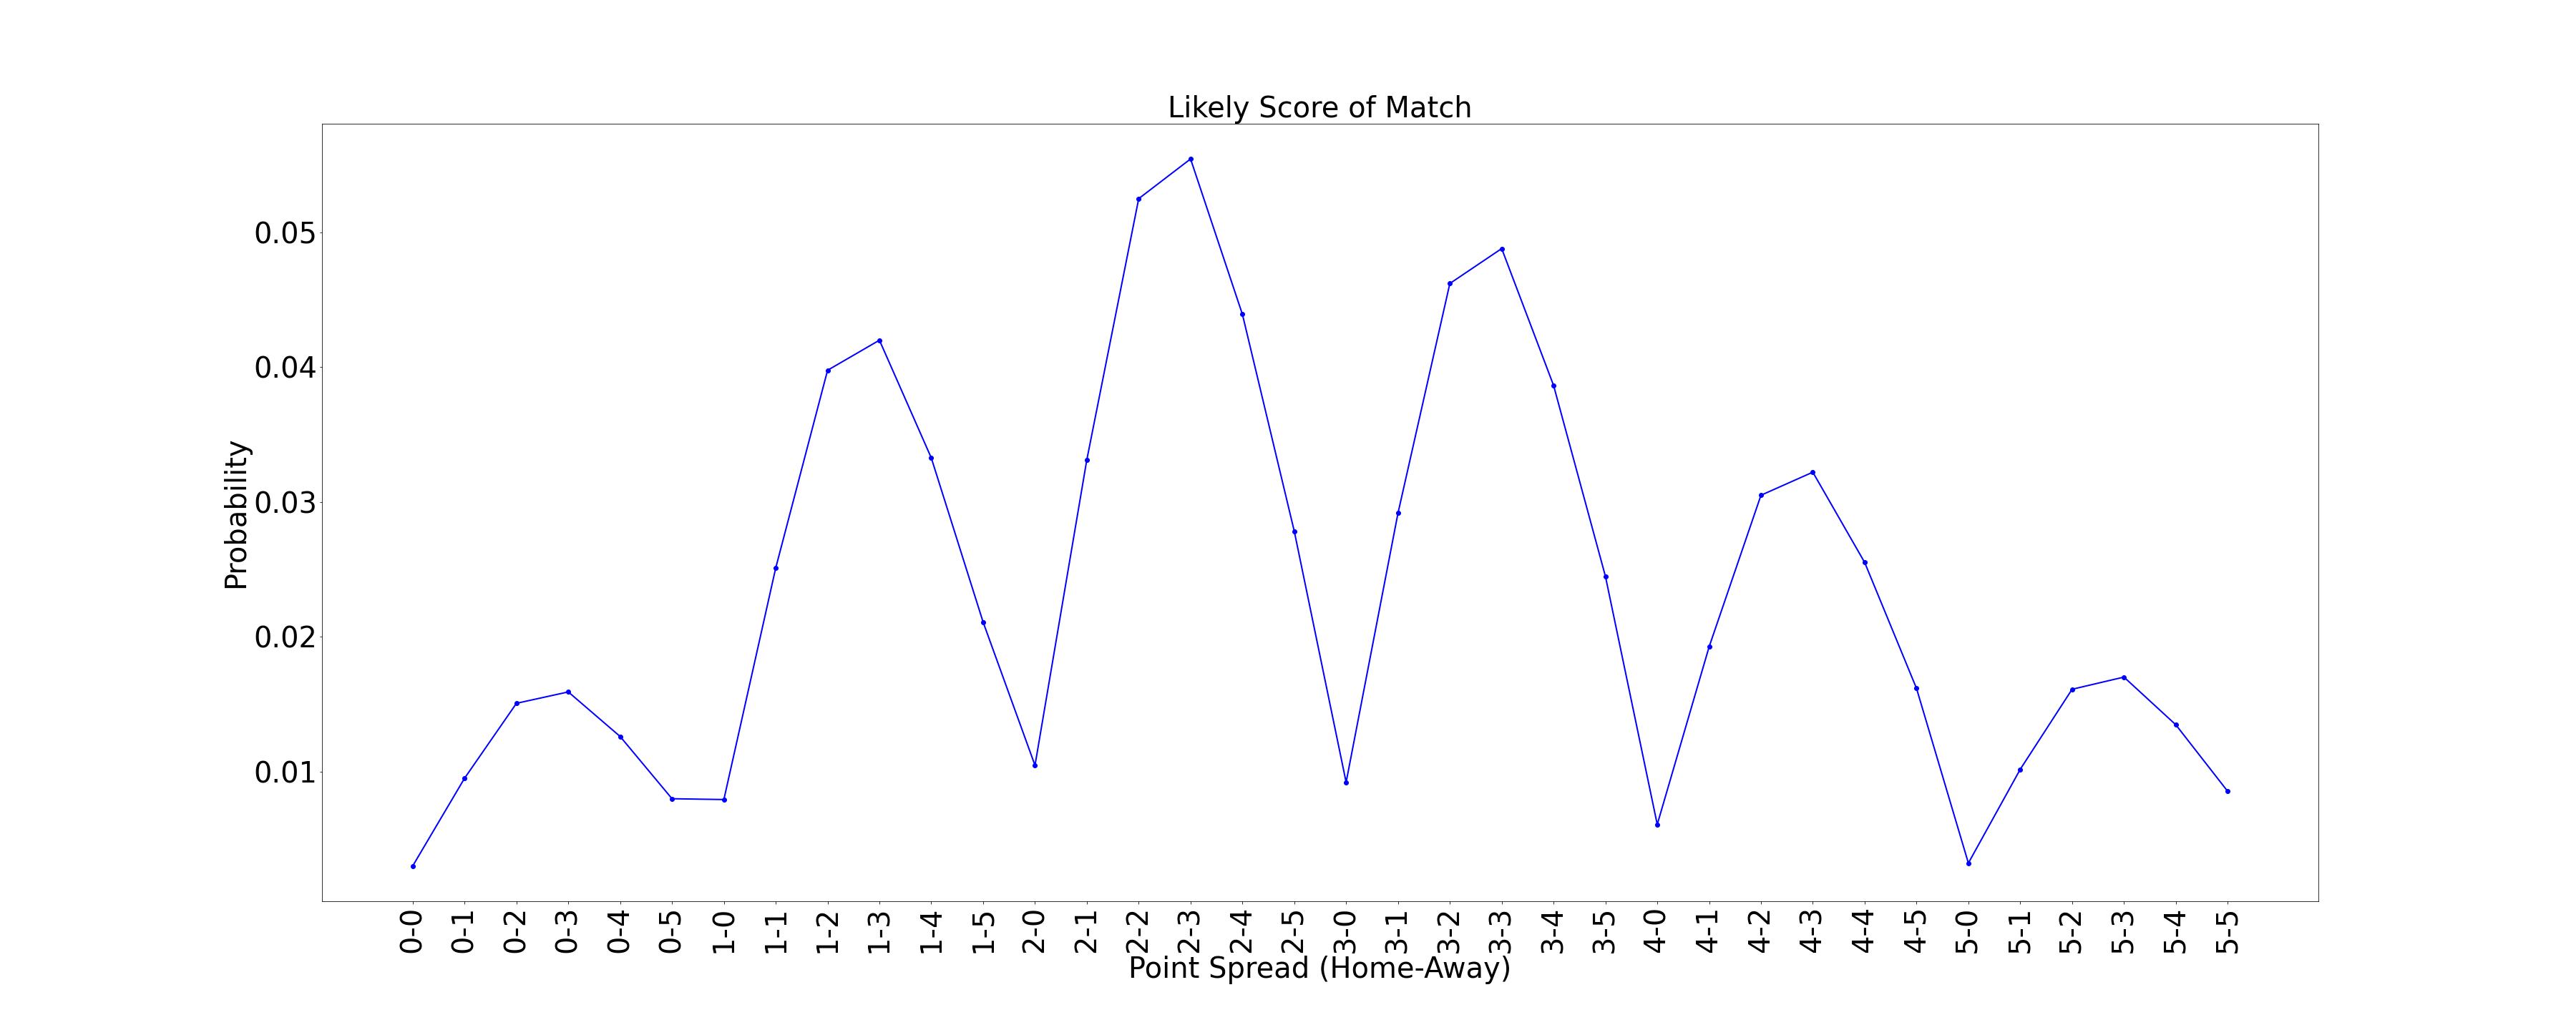 Likely Score of Match
Probability
0.05
0.04
0.03
0.02
0.01
0-0 0-1 0-2 0-3 0-4 0-5 1-0 1-1 1-2 1-3 1-4 1-5 2-0 2-1 2-2 2-3 2-4 2-5 3-0 3-1 3-2 3-3 3-4 3-5 4-0 4-1 4-2 4-3 4-4 4-5 5-0 5-1 5-2 5-3 5-4 5-5
Point Spread (Home-Away)